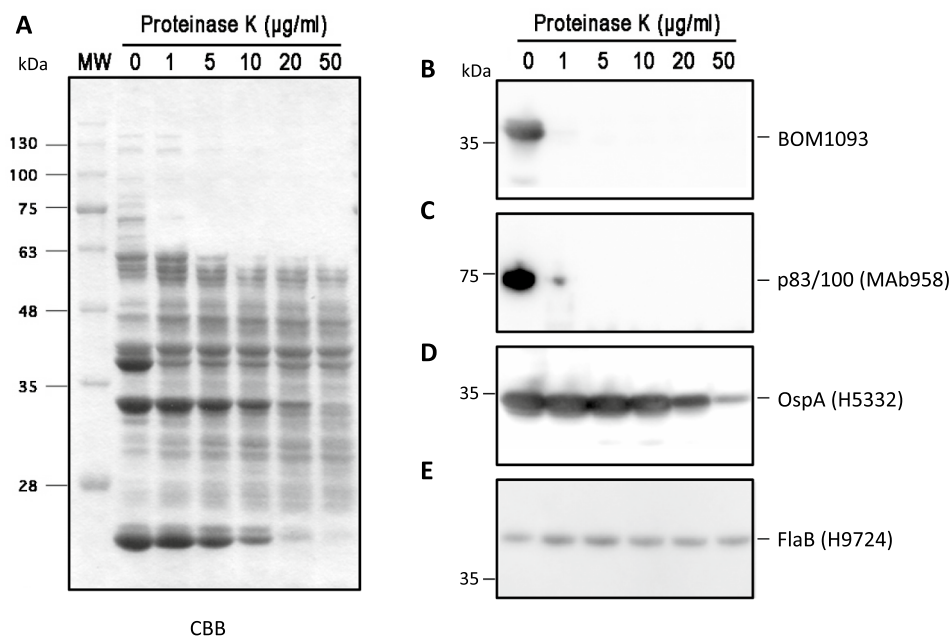 A
Proteinase K (µg/ml)
kDa
MW 0 1 5 10 20 50
130
100
75
63
48
35
28
CBB
Proteinase K (µg/ml)
0 1 5 10 20 50
B
kDa
35
BOM1093
C
75
p83/100 (MAb958)
D
35
OspA (H5332)
E
FlaB (H9724)
35